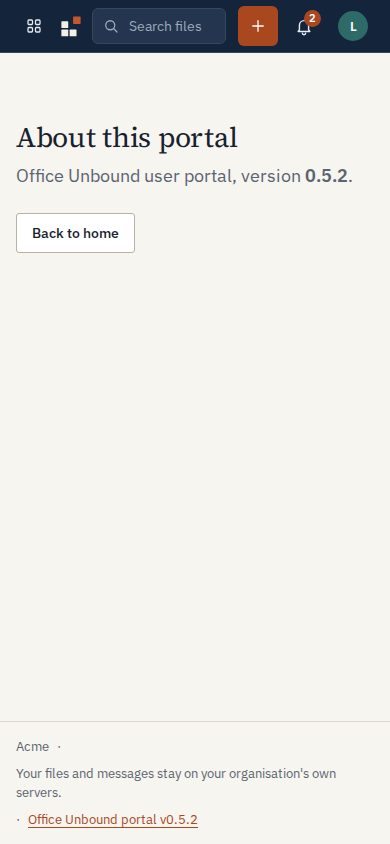 Search files
2
L
About this portal
Office Unbound user portal, version 0.5.2.
Back to home
Acme ·
Your files and messages stay on your organisation's own
servers.
· Office Unbound portal v0.5.2